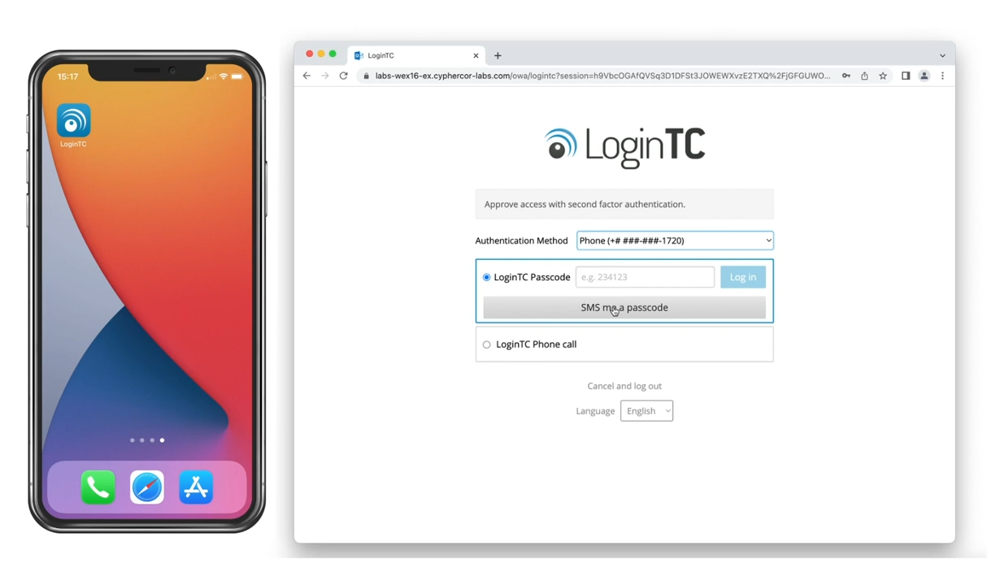 15:17
LoginTC
LoginTC
labs-wex16-ex.cyphercor-labs.com/owa/logintc?session=h9VbcOGAfQVSq3D1DFSt3JOWEWXvzE2TXQ%2FjGFGUWO...
LoginTC
Approve access with second factor authentication.
Authentication Method Phone (+# ###-###-1720)
LoginTC Passcode e.g. 234123 Log in
SMS me a passcode
LoginTC Phone call
Cancel and log out
Language English